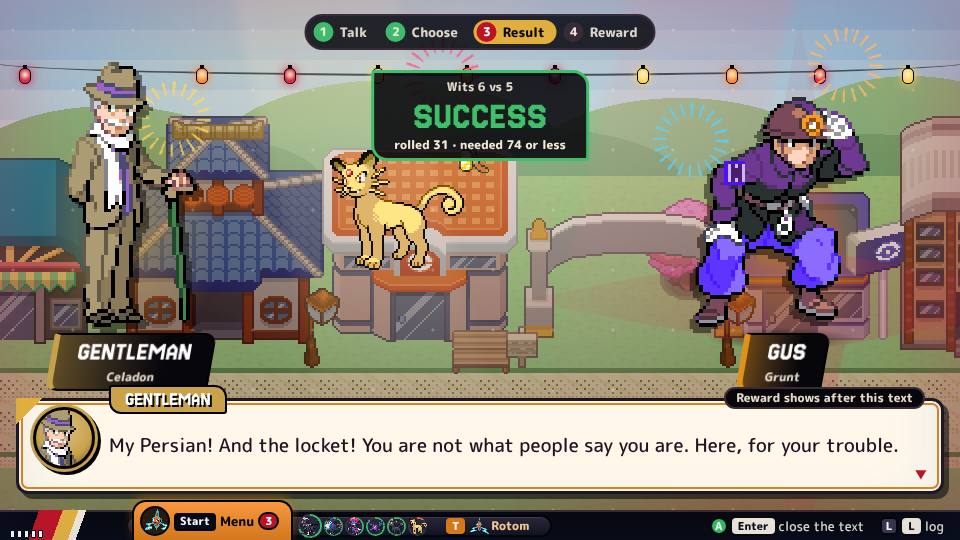 1 Talk 2 Choose 3 Result 4 Reward
Wits 6 vs 5
SUCCESS
rolled 31 · needed 74 or less
GENTLEMAN
Celadon
GUS
Grunt
GENTLEMAN
Reward shows after this text
My Persian! And the locket! You are not what people say you are. Here, for your trouble.
Start Menu 3
T Rotom
A Enter close the text L L log